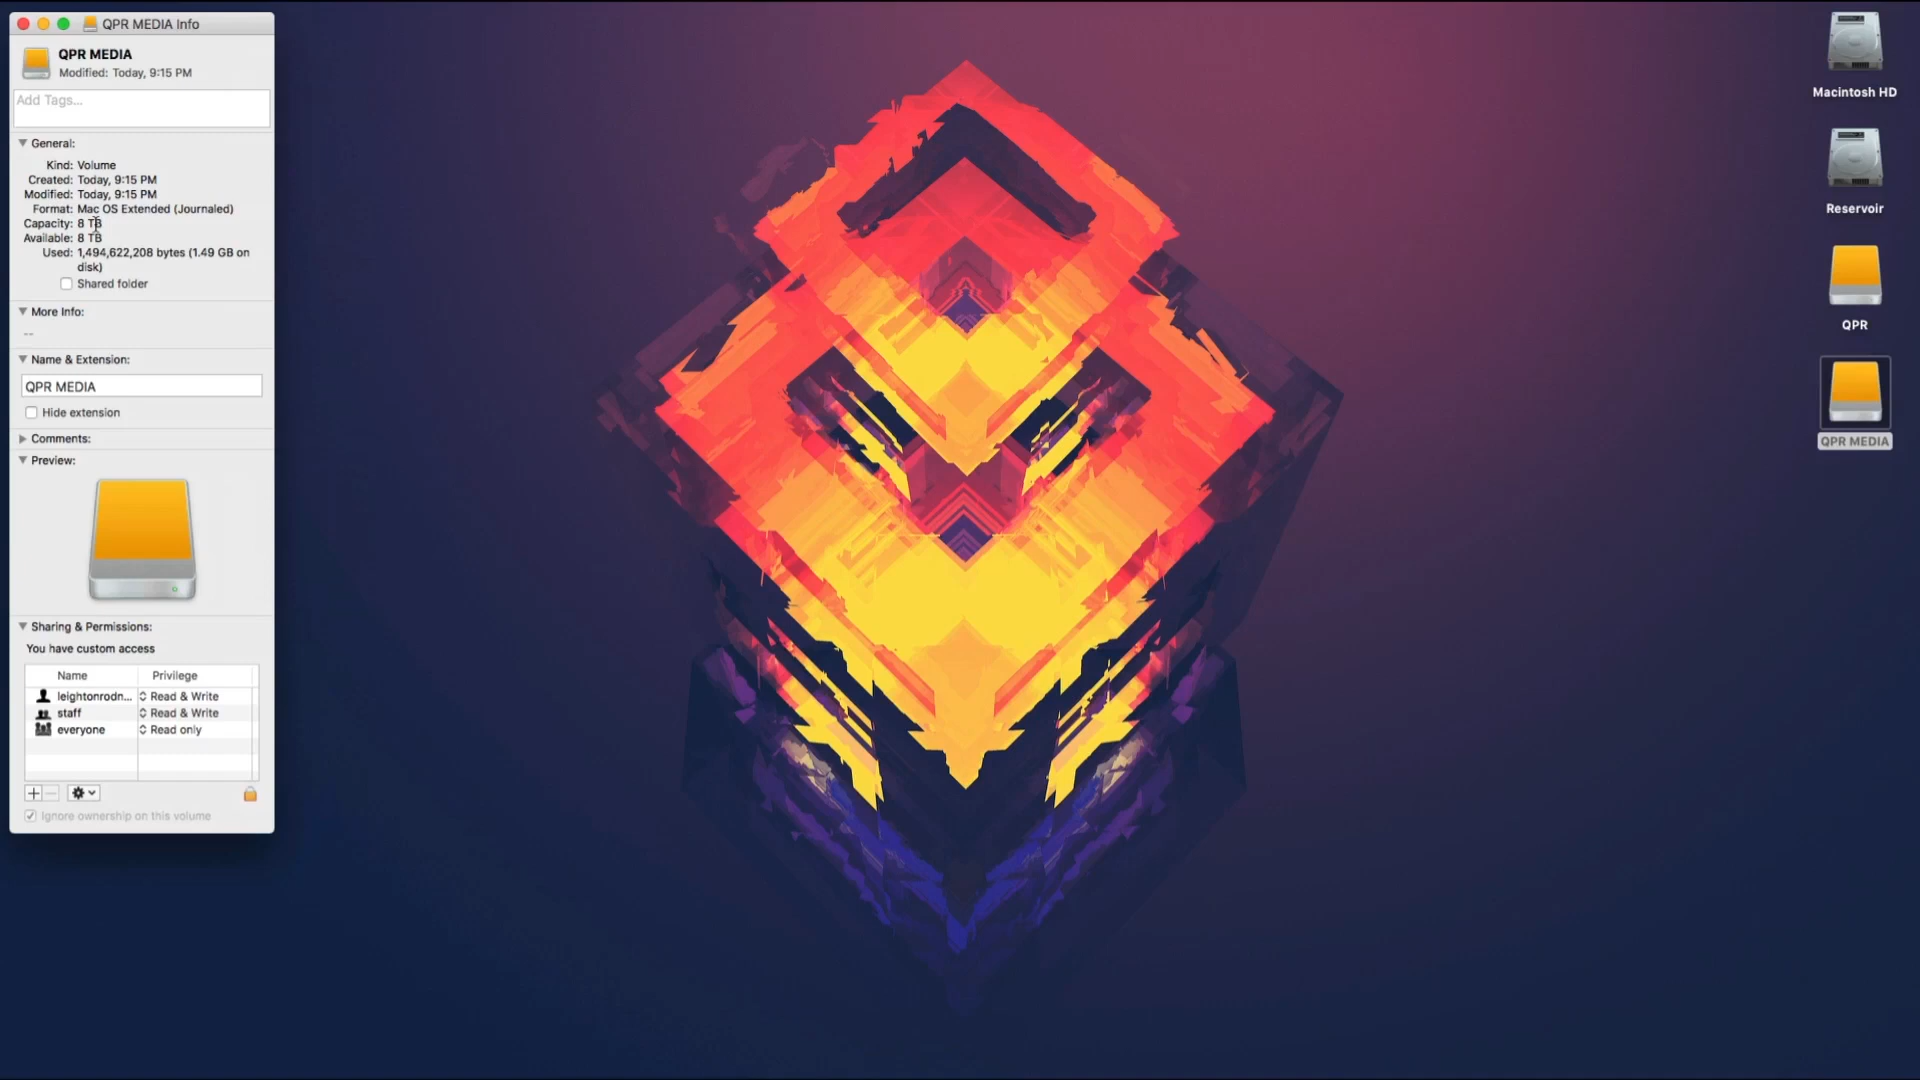 QPR MEDIA Info
QPR MEDIA
Modified: Today, 9:15 PM
Add Tags...
General:
Kind: Volume
Created: Today, 9:15 PM
Modified: Today, 9:15 PM
Format: Mac OS Extended (Journaled)
Capacity: 8 TB
Available: 8 TB
Used: 1,494,622,208 bytes (1.49 GB on
disk)
Shared folder
More Info:
--
Name & Extension:
QPR MEDIA
Hide extension
Comments:
Preview:
Sharing & Permissions:
You have custom access
Name Privilege
leightonrodn... Read & Write
staff Read & Write
everyone Read only
Ignore ownership on this volume
Macintosh HD
Reservoir
QPR
QPR MEDIA